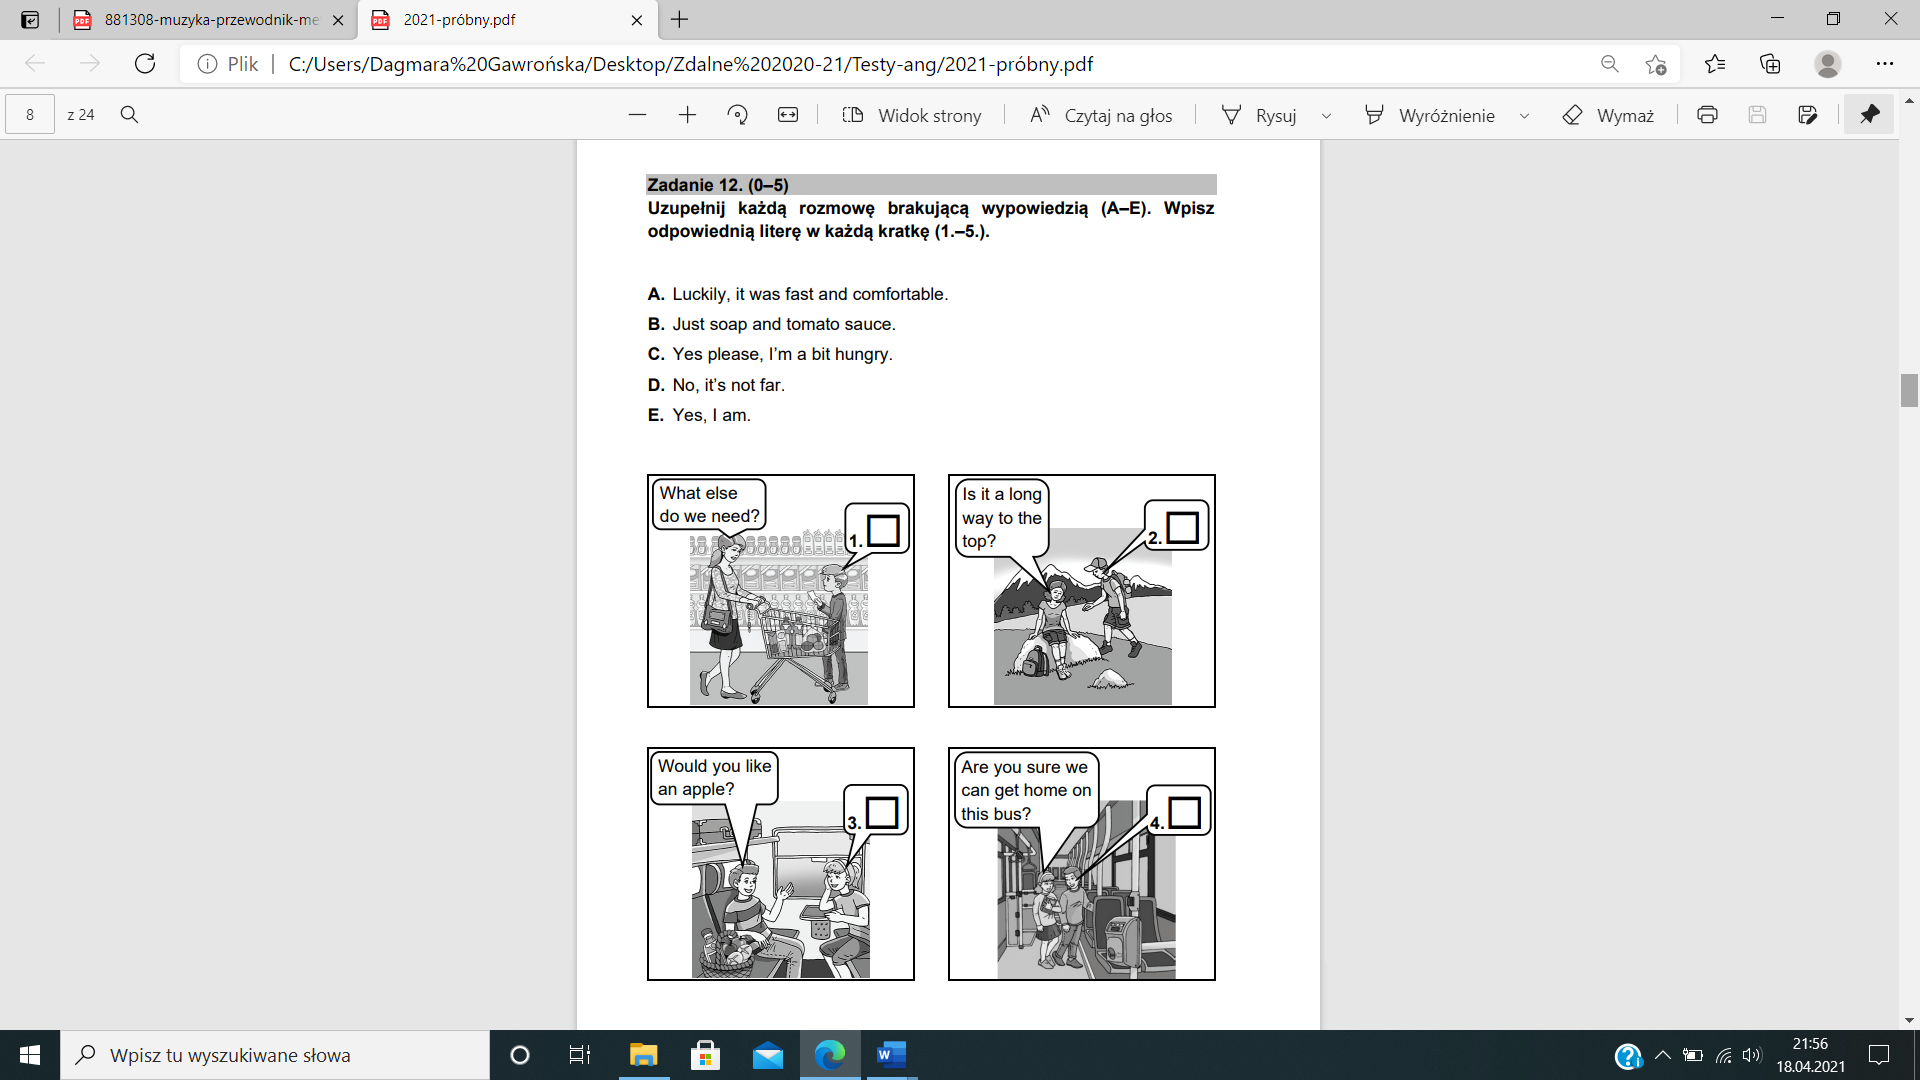 881308-muzyka-przewodnik-me
2021-próbny.pdf
Plik
C:/Users/Dagmara%20Gawrońska/Desktop/Zdalne%202020-21/Testy-ang/2021-próbny.pdf
8 z 24
Widok strony
Czytaj na głos
Rysuj
Wyróżnienie
Wymaż
Zadanie 12. (0–5)
Uzupełnij każdą rozmowę brakującą wypowiedzią (A–E). Wpisz
odpowiednią literę w każdą kratkę (1.–5.).
A. Luckily, it was fast and comfortable.
B. Just soap and tomato sauce.
C. Yes please, I'm a bit hungry.
D. No, it's not far.
E. Yes, I am.
What else
do we need?
1.
Is it a long
way to the
top?
2.
Would you like
an apple?
3.
Are you sure we
can get home on
this bus?
4.
Wpisz tu wyszukiwane słowa
21:56
18.04.2021